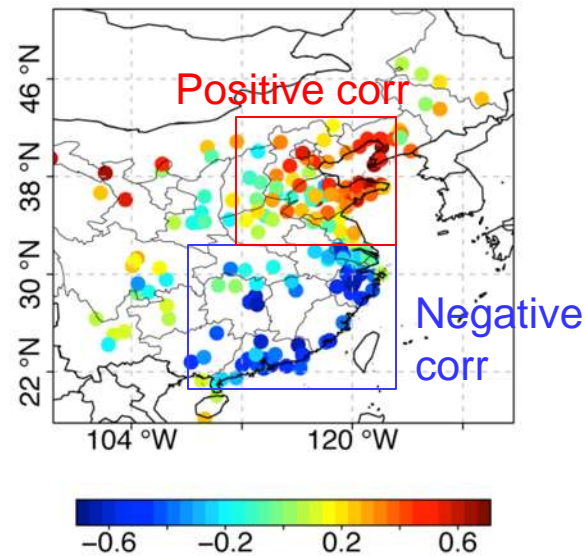 46 °N
Positive corr
38 °N
30 °N
Negative
corr
22 °N
104 °W
120 °W
−0.6
−0.2
0.2
0.6